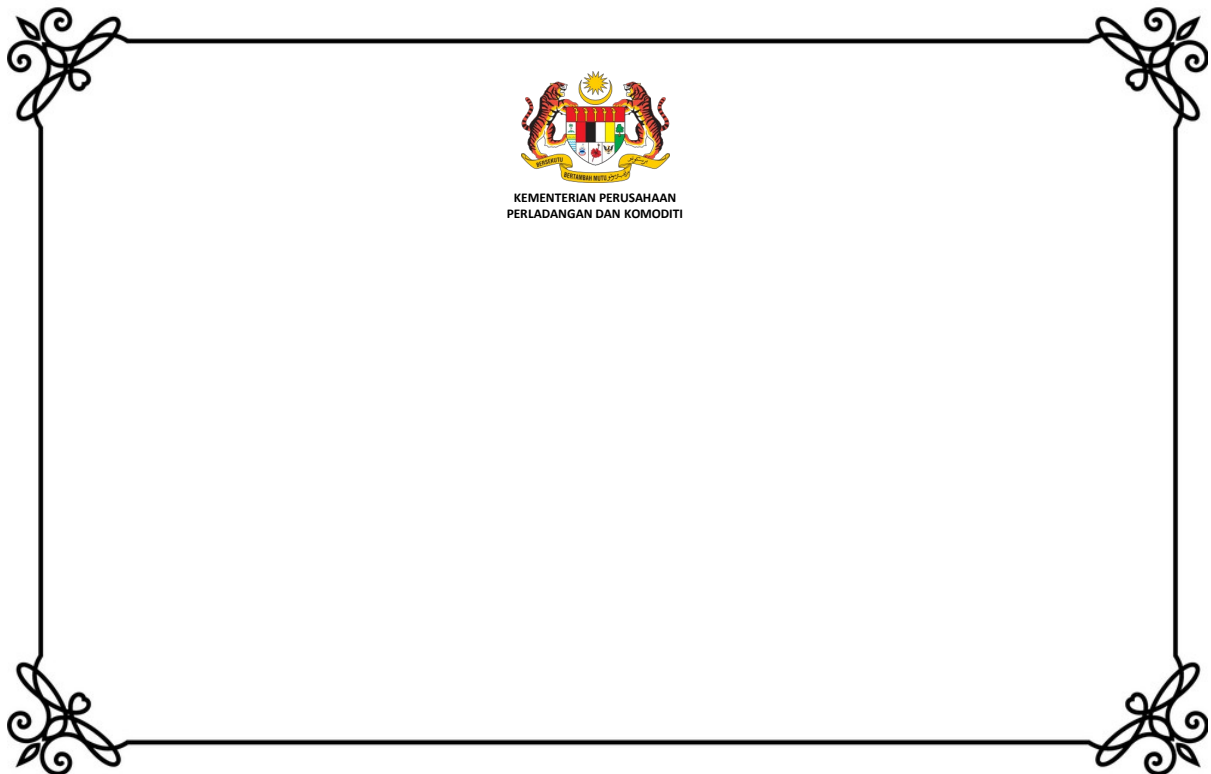 BERSEKUTU
BERTAMBAH MUTU
KEMENTERIAN PERUSAHAAN
PERLADANGAN DAN KOMODITI